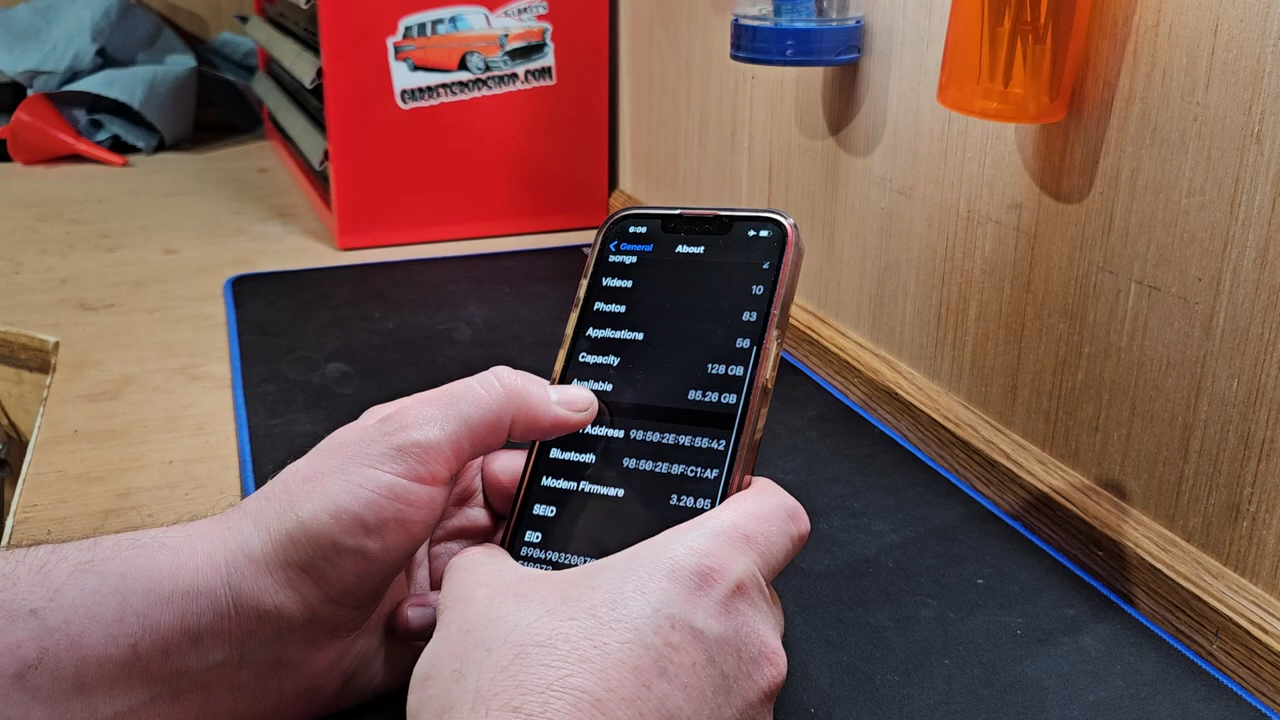 GARRETSRODSHOP.COM
6:06
General
About
Songs 2
Videos 10
Photos 83
Applications 56
Capacity 128 GB
Available 85.26 GB
Address 98:50:2E:9E:55:42
Bluetooth 98:50:2E:8F:C1:AF
Modem Firmware 3.20.05
SEID
EID